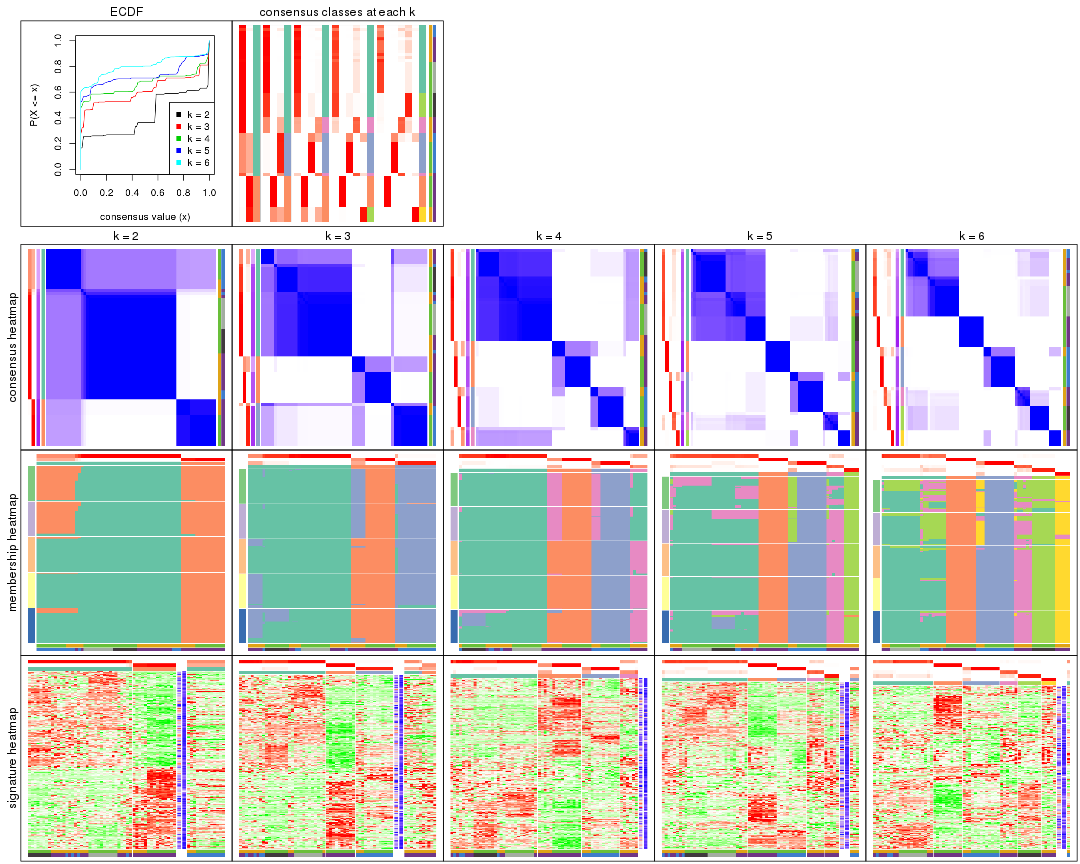 ECDF
consensus classes at each k
P(X <= x)
0.0 0.2 0.4 0.6 0.8 1.0
k = 2
k = 3
k = 4
k = 5
k = 6
0.0 0.2 0.4 0.6 0.8 1.0
consensus value (x)
k = 2 k = 3 k = 4 k = 5 k = 6
consensus heatmap
membership heatmap
signature heatmap